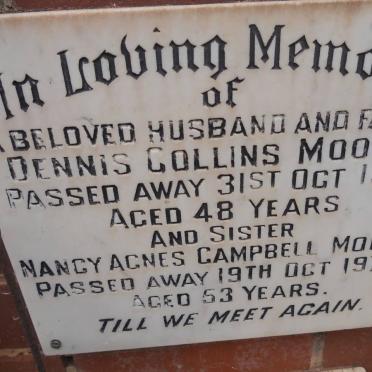 In Loving Memo
of
BELOVED HUSBAND AND F
DENNIS COLLINS MOO
PASSED AWAY 31ST OCT 1
AGED 48 YEARS
AND SISTER
NANCY AGNES CAMPBELL MO
PASSED AWAY 19TH OCT 19
AGED 53 YEARS.
TILL WE MEET AGAIN.